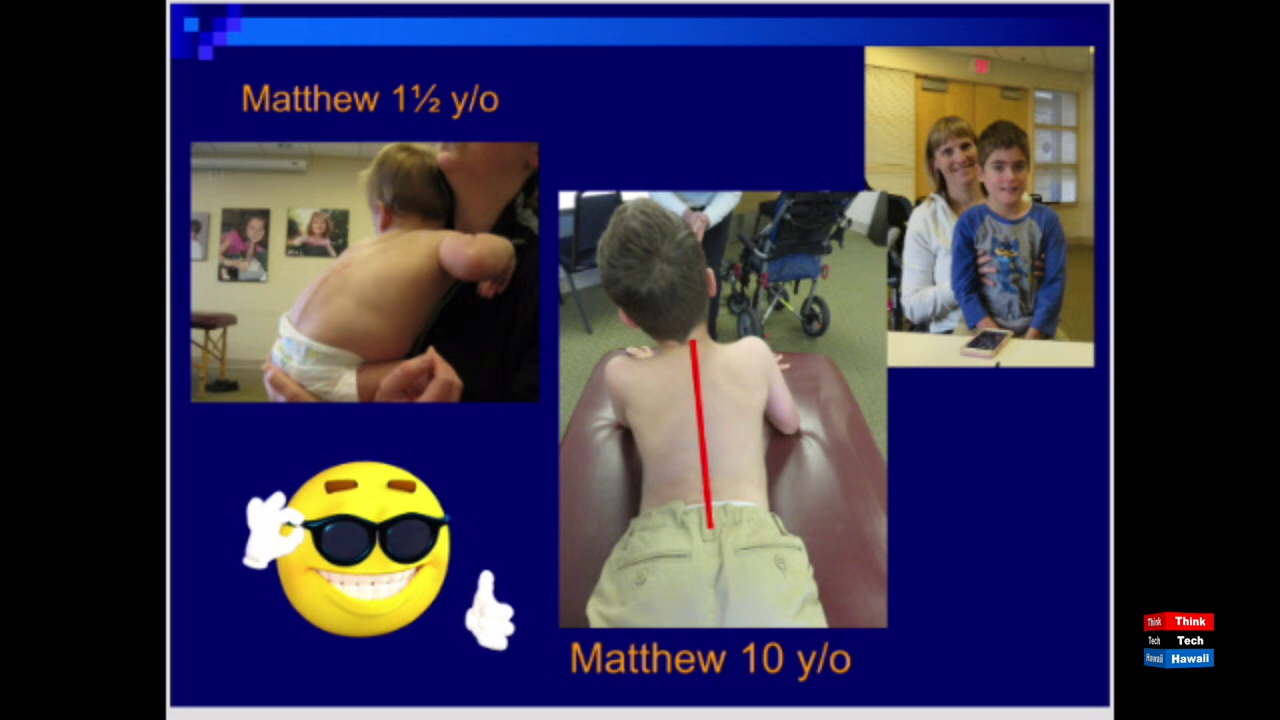 Matthew 1½ y/o
Matthew 10 y/o
Think Think
Tech Tech
Hawaii Hawaii